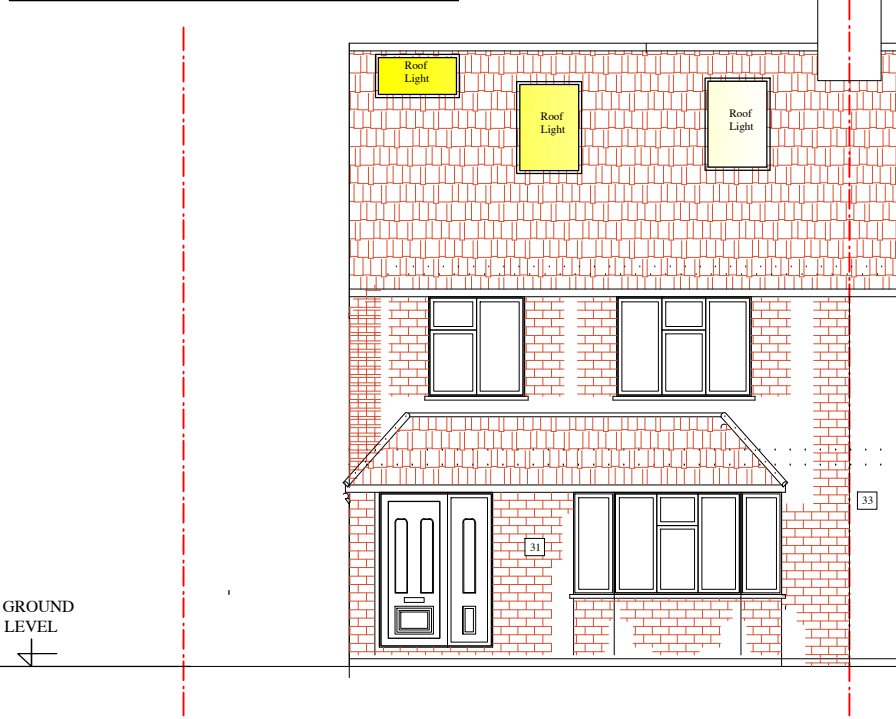 Roof
Light
Roof
Light
Roof
Light
33
31
GROUND
LEVEL